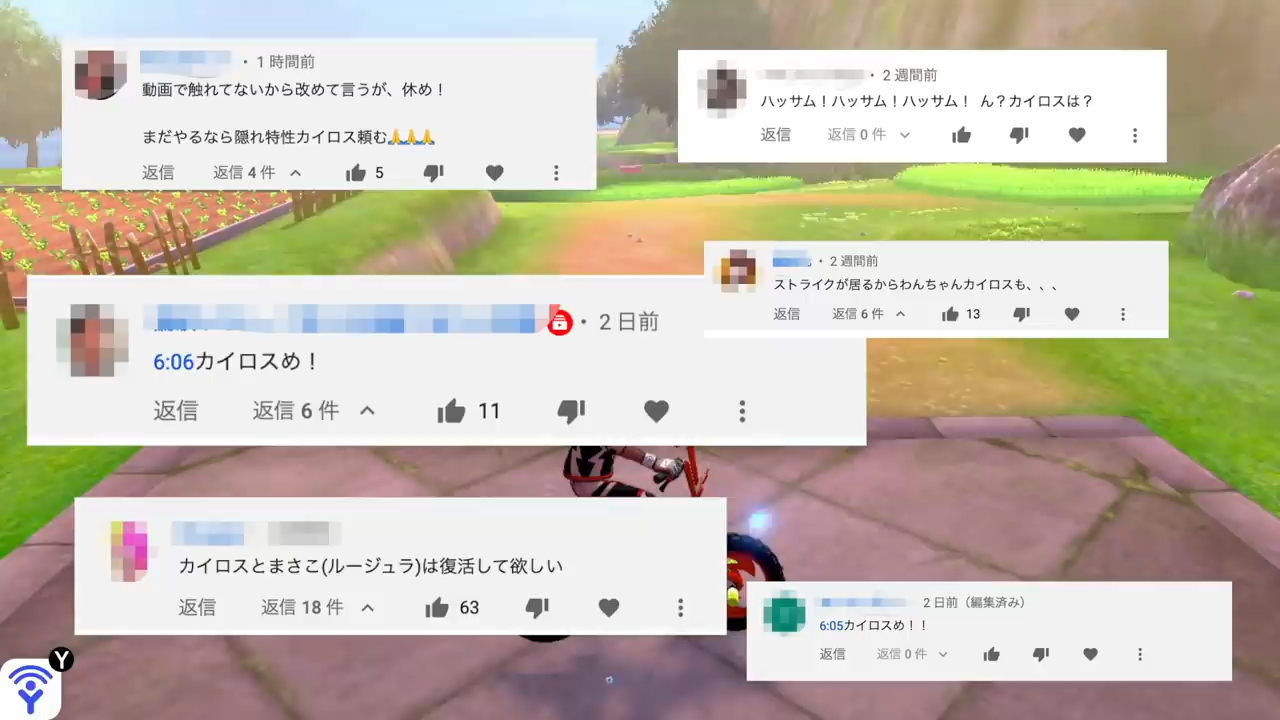 ・1 時間前
動画で触れてないから改めて言うが、休め！
まだやるなら隠れ特性カイロス頼む🙏🙏🙏
返信 返信 4 件 5
・2 週間前
ハッサム！ハッサム！ハッサム！ ん？カイロスは？
返信 返信 0 件
・2 週間前
ストライクが居るからわんちゃんカイロスも、、、
返信 返信 6 件 13
・2 日前
6:06カイロスめ！
返信 返信 6 件 11
カイロスとまさこ(ルージュラ)は復活して欲しい
返信 返信 18 件 63
2 日前（編集済み）
6:05カイロスめ！！
返信 返信 0 件
Y